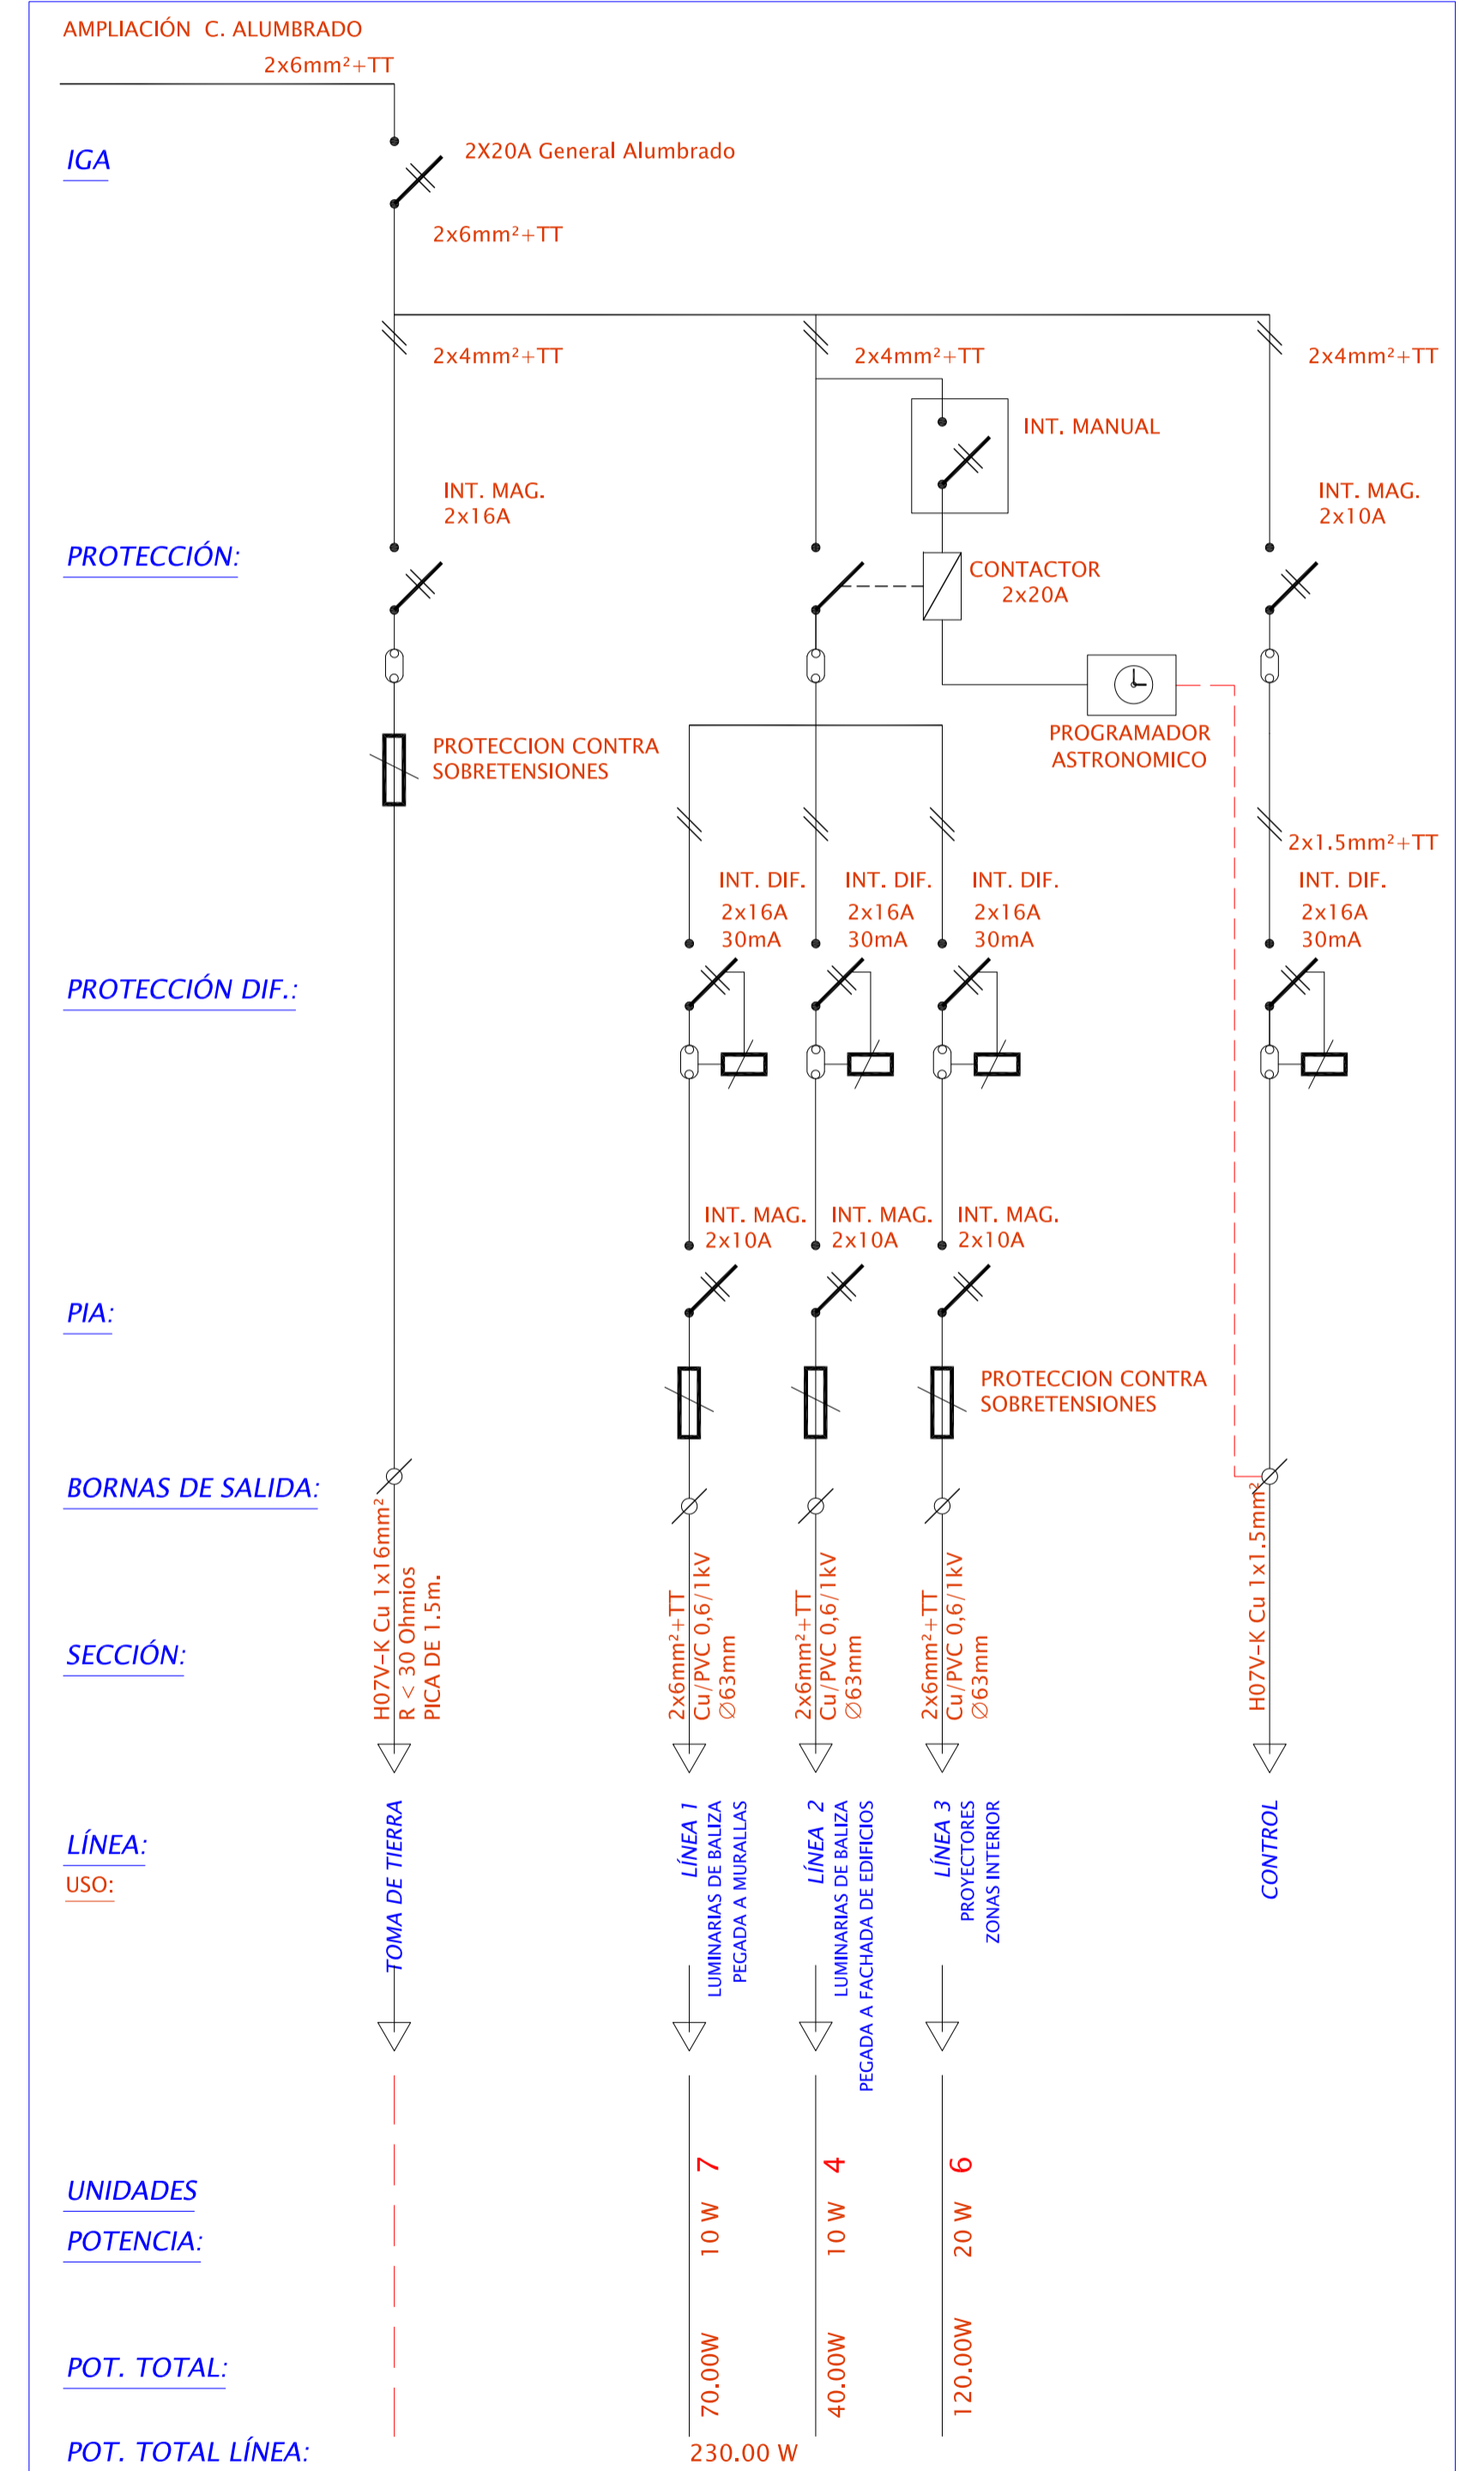 AMPLIACIÓN C. ALUMBRADO
2x6mm²+TT
IGA
2X20A General Alumbrado
2x6mm²+TT
2x4mm²+TT
2x4mm²+TT
2x4mm²+TT
INT. MANUAL
INT. MAG.
2x16A
INT. MAG.
2x10A
PROTECCIÓN:
CONTACTOR
2x20A
PROGRAMADOR
ASTRONOMICO
PROTECCION CONTRA
SOBRETENSIONES
2x1.5mm²+TT
INT. DIF.
2x16A
30mA
INT. DIF.
2x16A
30mA
INT. DIF.
2x16A
30mA
INT. DIF.
2x16A
30mA
PROTECCIÓN DIF.:
INT. MAG.
2x10A
INT. MAG.
2x10A
INT. MAG.
2x10A
PIA:
PROTECCION CONTRA
SOBRETENSIONES
BORNAS DE SALIDA:
SECCIÓN:
H07V-K Cu 1x16mm²
R < 30 Ohmios
PICA DE 1.5m.
2x6mm²+TT
Cu/PVC 0,6/1kV
Ø63mm
2x6mm²+TT
Cu/PVC 0,6/1kV
Ø63mm
2x6mm²+TT
Cu/PVC 0,6/1kV
Ø63mm
H07V-K Cu 1x1.5mm²
LÍNEA:
USO:
TOMA DE TIERRA
LÍNEA 1
LUMINARIAS DE BALIZA
PEGADA A MURALLAS
LÍNEA 2
LUMINARIAS DE BALIZA
PEGADA A FACHADA DE EDIFICIOS
LÍNEA 3
PROYECTORES
ZONAS INTERIOR
CONTROL
UNIDADES
7
4
6
POTENCIA:
10 W
10 W
20 W
POT. TOTAL:
70.00W
40.00W
120.00W
POT. TOTAL LÍNEA:
230.00 W